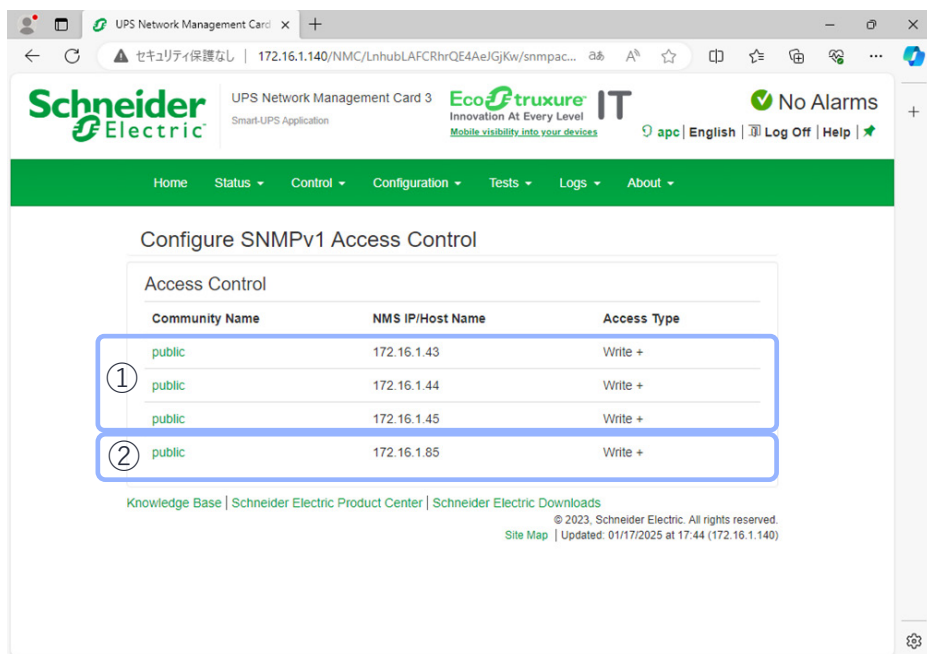 UPS Network Management Card
セキュリティ保護なし | 172.16.1.140/NMC/LnhubLAFCRhrQE4AeJGjKw/snmpac...
Schneider Electric
UPS Network Management Card 3
Smart-UPS Application
EcoStruxure IT
Innovation At Every Level
Mobile visibility into your devices
No Alarms
apc | English | Log Off | Help |
Home Status Control Configuration Tests Logs About
Configure SNMPv1 Access Control
Access Control
Community Name NMS IP/Host Name Access Type
① public 172.16.1.43 Write +
public 172.16.1.44 Write +
public 172.16.1.45 Write +
② public 172.16.1.85 Write +
Knowledge Base | Schneider Electric Product Center | Schneider Electric Downloads
© 2023, Schneider Electric. All rights reserved.
Site Map | Updated: 01/17/2025 at 17:44 (172.16.1.140)